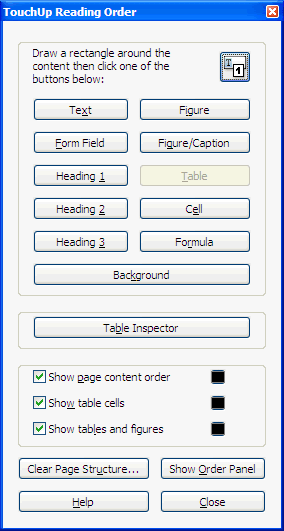 TouchUp Reading Order
Draw a rectangle around the
content then click one of the
buttons below:
1
Text Figure
Form Field Figure/Caption
Heading 1 Table
Heading 2 Cell
Heading 3 Formula
Background
Table Inspector
Show page content order
Show table cells
Show tables and figures
Clear Page Structure... Show Order Panel
Help Close